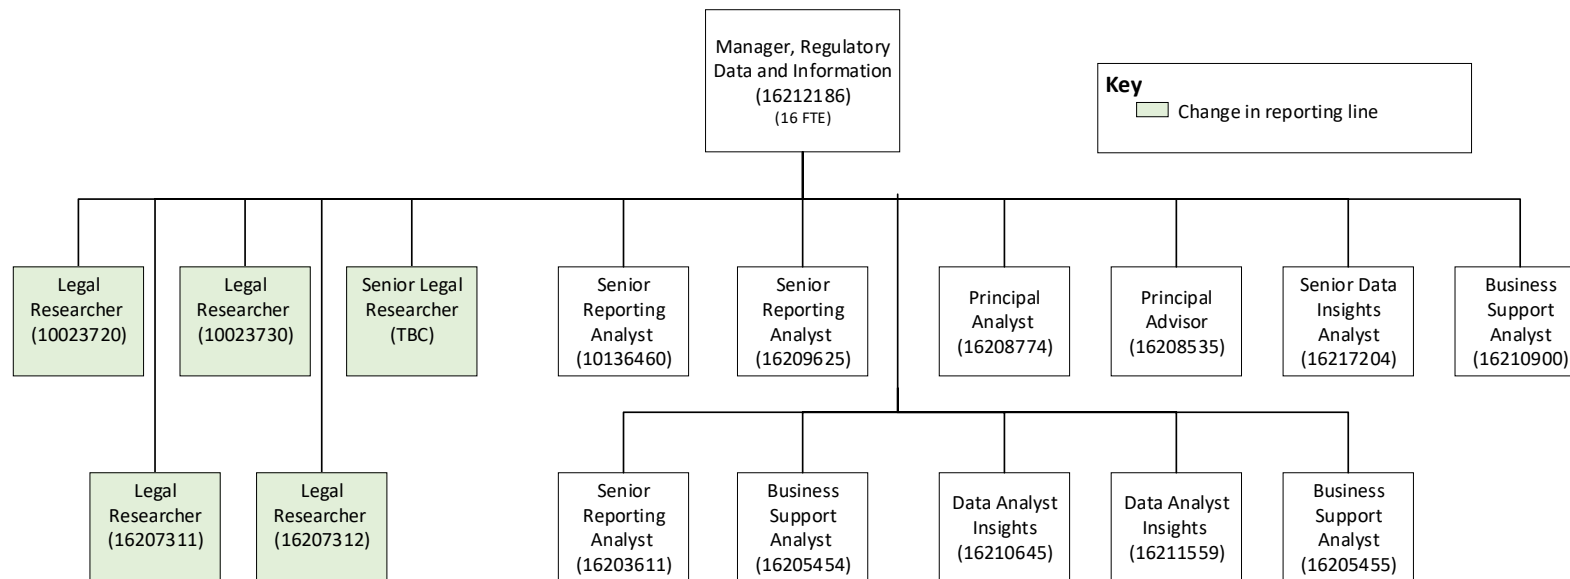 Manager, Regulatory
Data and Information
(16212186)
(16 FTE)
Key
Change in reporting line
Legal
Researcher
(10023720)
Legal
Researcher
(10023730)
Senior Legal
Researcher
(TBC)
Senior
Reporting
Analyst
(10136460)
Senior
Reporting
Analyst
(16209625)
Principal
Analyst
(16208774)
Principal
Advisor
(16208535)
Senior Data
Insights
Analyst
(16217204)
Business
Support
Analyst
(16210900)
Legal
Researcher
(16207311)
Legal
Researcher
(16207312)
Senior
Reporting
Analyst
(16203611)
Business
Support
Analyst
(16205454)
Data Analyst
Insights
(16210645)
Data Analyst
Insights
(16211559)
Business
Support
Analyst
(16205455)